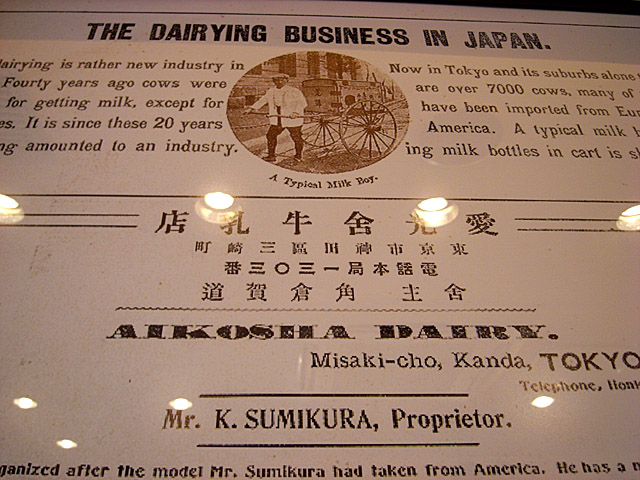 THE DAIRYING BUSINESS IN JAPAN.
airying is rather new industry in
Fourty years ago cows were
for getting milk, except for
es. It is since these 20 years
ng amounted to an industry.
A Typical Milk Boy.
Now in Tokyo and its suburbs alone
are over 7000 cows, many of
have been imported from Eur
America. A typical milk
ing milk bottles in cart is sh
愛光舍牛乳店
東京市神田區三崎町
電話本局一三〇三番
舍主 角倉賀道
AIKOSHA DAIRY.
Misaki-cho, Kanda, TOKYO
Telephone, Honk
Mr. K. SUMIKURA, Proprietor.
ganized after the model Mr. Sumikura had taken from America. He has a m